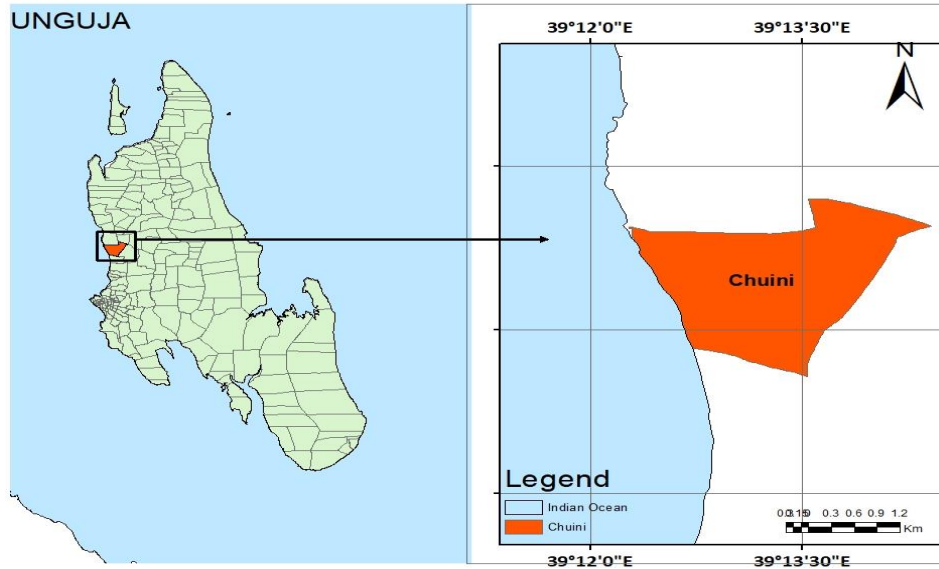 UNGUJA
39°12'0"E 39°13'30"E
N
Chuini
Legend
Indian Ocean
Chuini
0.3 0.6 0.9 1.2
Km
39°12'0"E 39°13'30"E